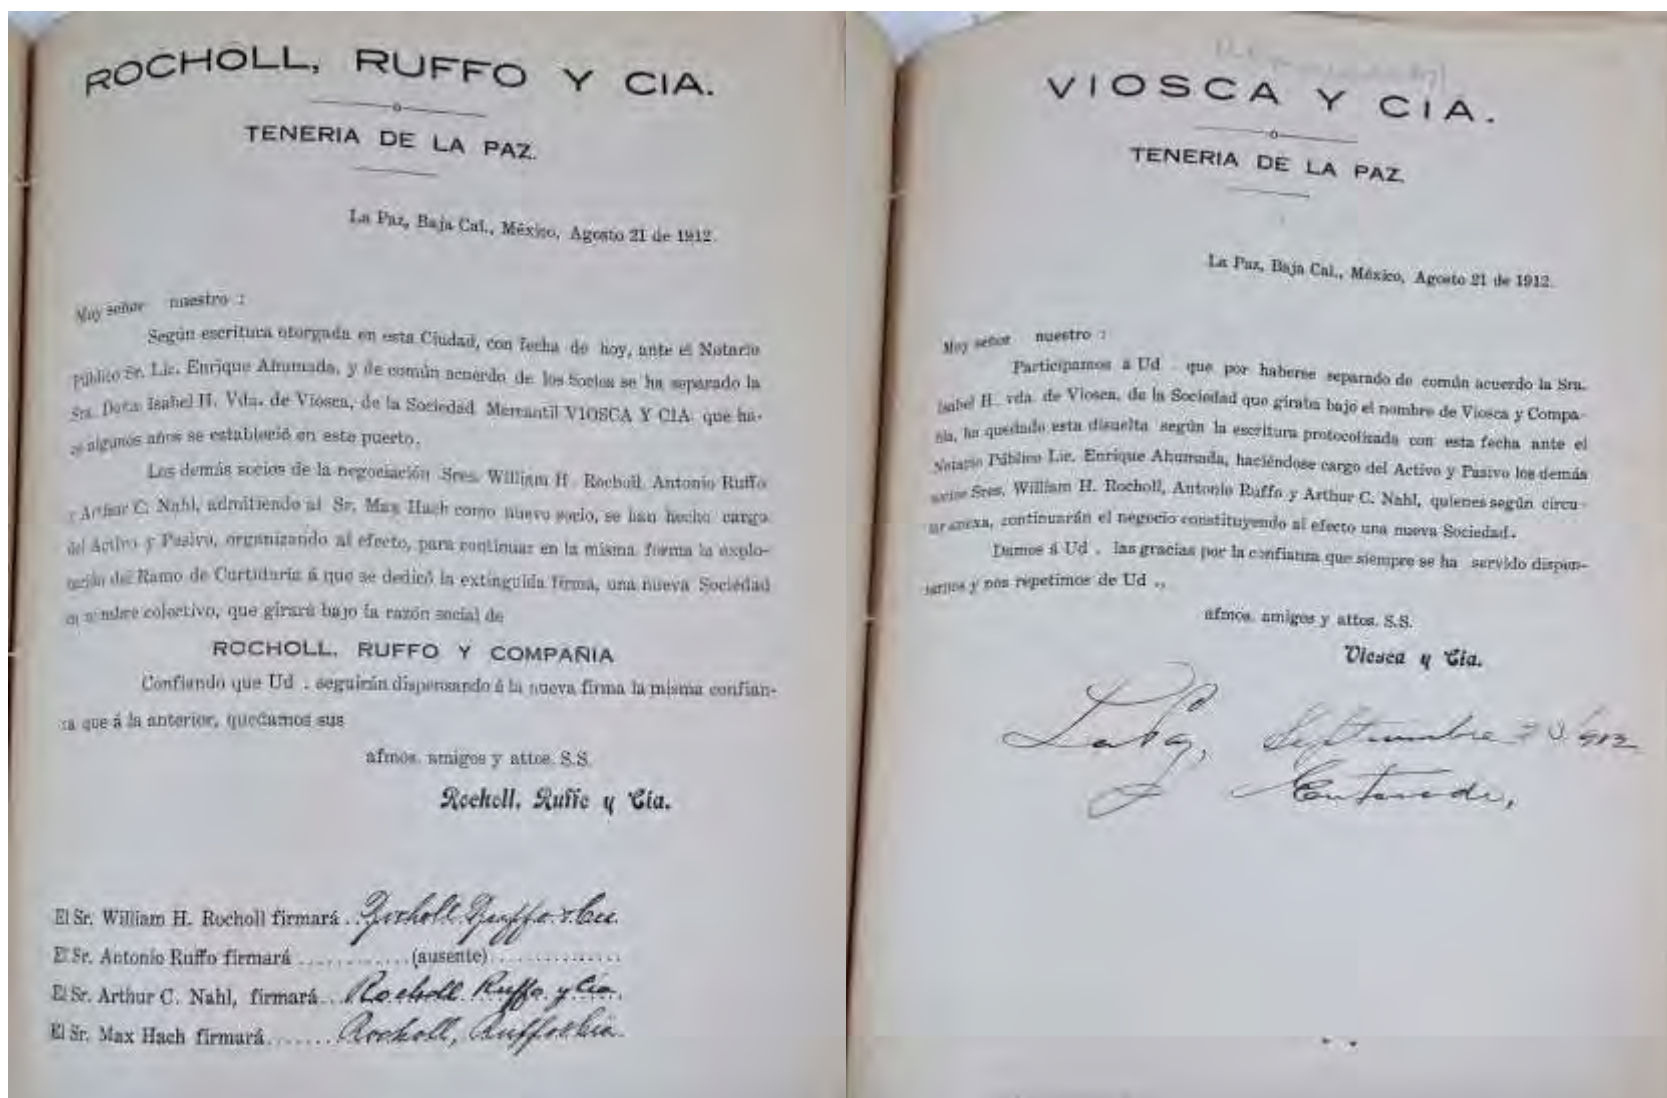 ROCHOLL, RUFFO Y CIA.
TENERIA DE LA PAZ.
La Paz, Baja Cal., México, Agosto 21 de 1912.
Muy señor nuestro :
Según escritura otorgada en esta Ciudad, con fecha de hoy, ante el Notario
Público Sr. Lic. Enrique Ahumada, y de común acuerdo de los Socios se ha separado la
Sra. Doña Isabel H. Vda. de Viosca, de la Sociedad Mercantil VIOSCA Y CIA. que ha-
ce algunos años se estableció en este puerto.
Los demás socios de la negociación Sres. William H. Rocholl, Antonio Ruffo
y Arthur C. Nahl, admitiendo al Sr. Max Hach como nuevo socio, se han hecho cargo
del Activo y Pasivo, organizando al efecto, para continuar en la misma forma la explo-
tación del Ramo de Curtiduría á que se dedicó la extinguida firma, una nueva Sociedad
en nombre colectivo, que girará bajo la razón social de
ROCHOLL, RUFFO Y COMPAÑIA
Confiando que Ud . seguirán dispensando á la nueva firma la misma confian-
za que á la anterior, quedamos sus
afmos. amigos y attos. S.S.
Rocholl, Ruffo y Cía.
El Sr. William H. Rocholl firmará .. Rocholl Ruffo & Cia.
El Sr. Antonio Ruffo firmará ............(ausente)..............
El Sr. Arthur C. Nahl, firmará... Rocholl Ruffo y Cia.
El Sr. Max Hach firmará....... Rocholl, Ruffo & Cia.
VIOSCA Y CIA.
TENERIA DE LA PAZ.
La Paz, Baja Cal., México, Agosto 21 de 1912.
Muy señor nuestro :
Participamos á Ud . que por haberse separado de común acuerdo la Sra.
Isabel H. vda. de Viosca, de la Sociedad que giraba bajo el nombre de Viosca y Compa-
ñía, ha quedado esta disuelta según la escritura protocolizada con esta fecha ante el
Notario Público Lic. Enrique Ahumada, haciéndose cargo del Activo y Pasivo los demás
socios Sres. William H. Rocholl, Antonio Ruffo y Arthur C. Nahl, quienes según circu-
lar anexa, continuarán el negocio constituyendo al efecto una nueva Sociedad.
Damos á Ud . las gracias por la confianza que siempre se ha servido dispen-
sarnos y nos repetimos de Ud .,
afmos. amigos y attos. S.S.
Viosca y Cía.
La Paz, Septiembre 3 912
Enterado,